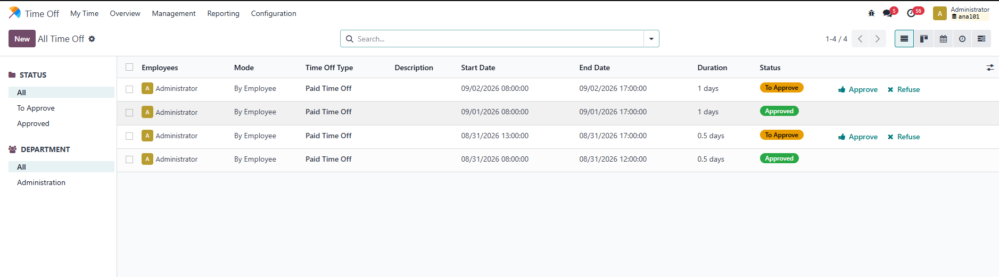 Time Off My Time Overview Management Reporting Configuration 5 56 A Administrator
ana101
New All Time Off Search... 1-4 / 4
STATUS
All
To Approve
Approved
DEPARTMENT
All
Administration
Employees Mode Time Off Type Description Start Date End Date Duration Status
A Administrator By Employee Paid Time Off 09/02/2026 08:00:00 09/02/2026 17:00:00 1 days To Approve Approve Refuse
A Administrator By Employee Paid Time Off 09/01/2026 08:00:00 09/01/2026 17:00:00 1 days Approved
A Administrator By Employee Paid Time Off 08/31/2026 13:00:00 08/31/2026 17:00:00 0.5 days To Approve Approve Refuse
A Administrator By Employee Paid Time Off 08/31/2026 08:00:00 08/31/2026 12:00:00 0.5 days Approved